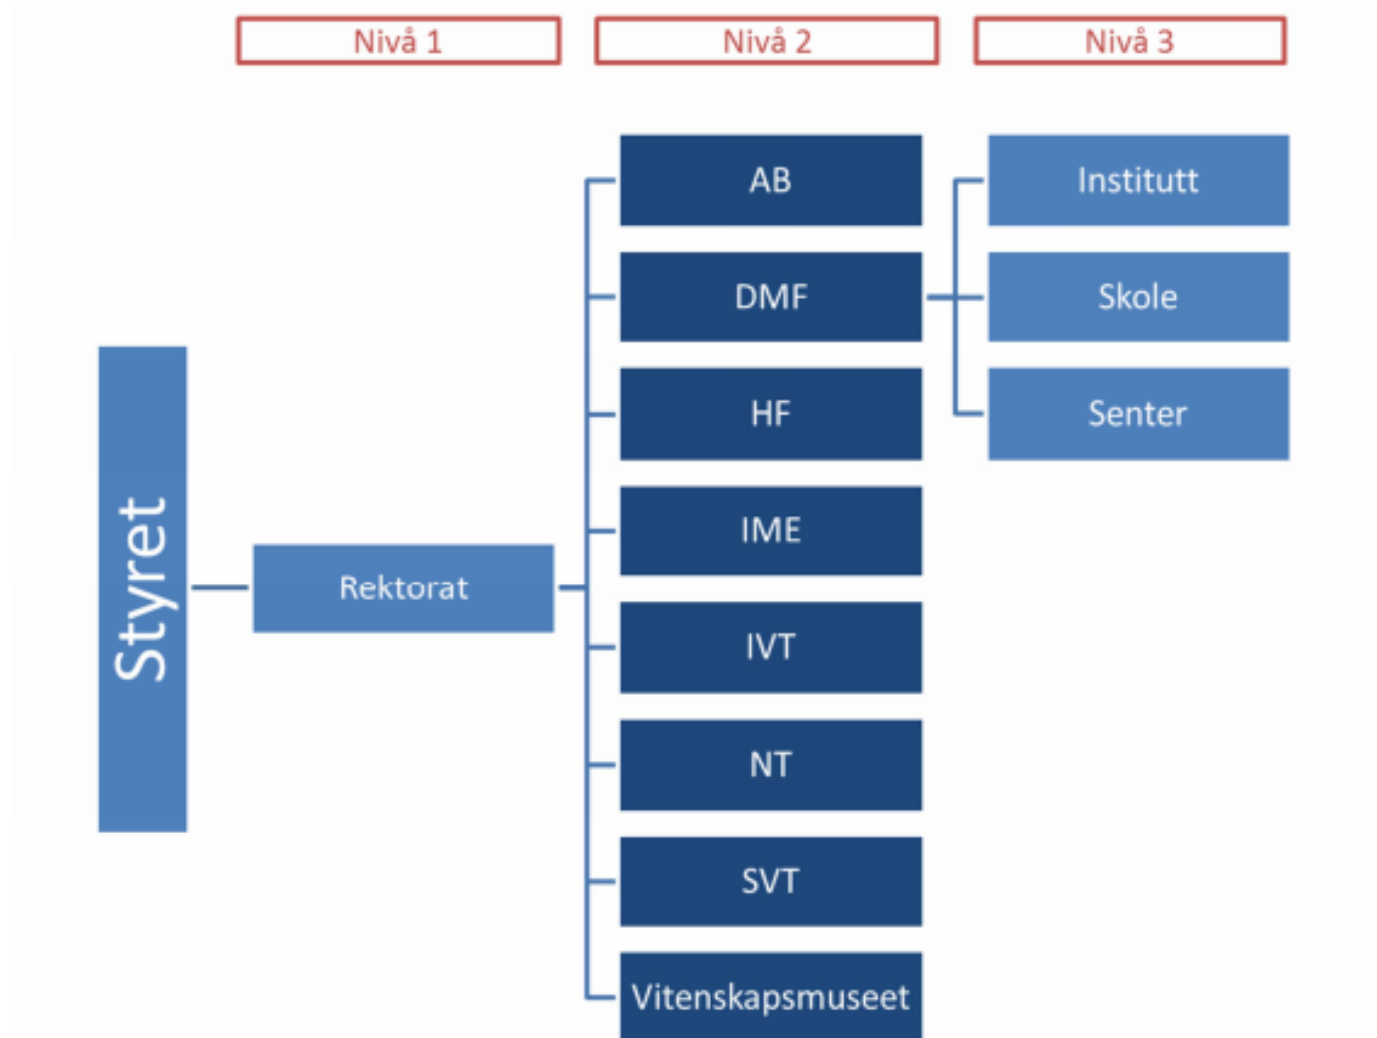 Nivå 1
Nivå 2
Nivå 3
Styret
Rektorat
AB
DMF
HF
IME
IVT
NT
SVT
Vitenskapsmuseet
Institutt
Skole
Senter